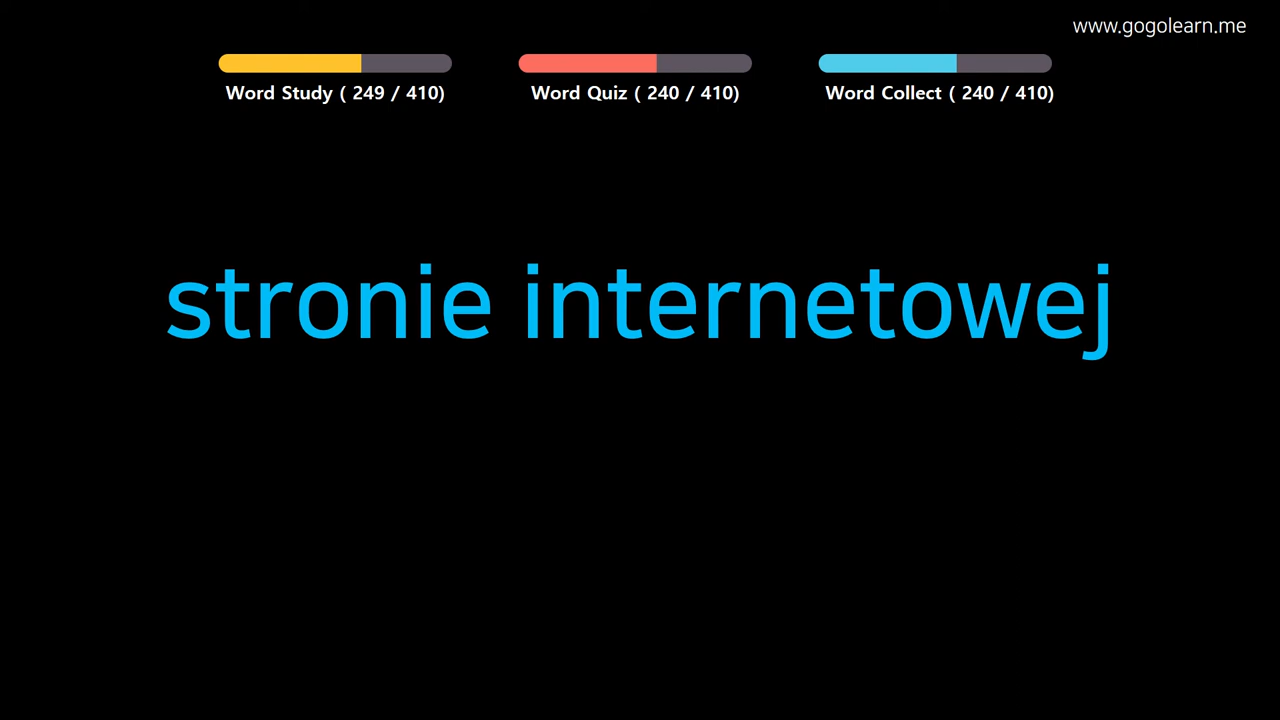 www.gogolearn.me
Word Study ( 249 / 410)
Word Quiz ( 240 / 410)
Word Collect ( 240 / 410)
stronie internetowej